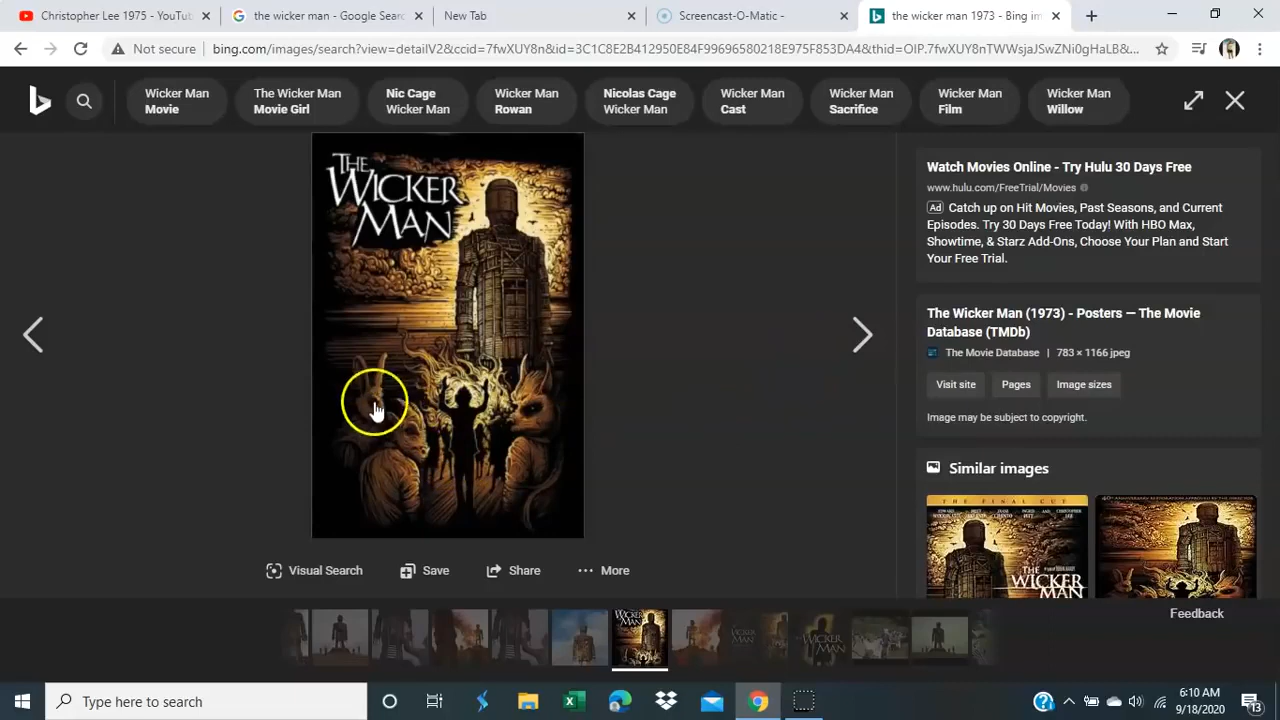 Christopher Lee 1975 - YouTu
the wicker man - Google Searc
New Tab
Screencast-O-Matic -
the wicker man 1973 - Bing im
Not secure
bing.com/images/search?view=detailV2&ccid=7fwXUY8n&id=3C1C8E2B412950E84F99696580218E975F853DA4&thid=OIP.7fwXUY8nTWWsjaJSwZNi0gHaLB&...
Wicker Man
Movie
The Wicker Man
Movie Girl
Nic Cage
Wicker Man
Wicker Man
Rowan
Nicolas Cage
Wicker Man
Wicker Man
Cast
Wicker Man
Sacrifice
Wicker Man
Film
Wicker Man
Willow
THE
WICKER
MAN
Watch Movies Online - Try Hulu 30 Days Free
www.hulu.com/FreeTrial/Movies
Ad Catch up on Hit Movies, Past Seasons, and Current
Episodes. Try 30 Days Free Today! With HBO Max,
Showtime, & Starz Add-Ons, Choose Your Plan and Start
Your Free Trial.
The Wicker Man (1973) - Posters — The Movie
Database (TMDb)
The Movie Database | 783 × 1166 jpeg
Visit site
Pages
Image sizes
Image may be subject to copyright.
Similar images
THE FINAL CUT
THE
WICKER
MAN
Visual Search
Save
Share
More
Feedback
WICKER
MAN
WICKER
MAN
Type here to search
6:10 AM
9/18/2020
13